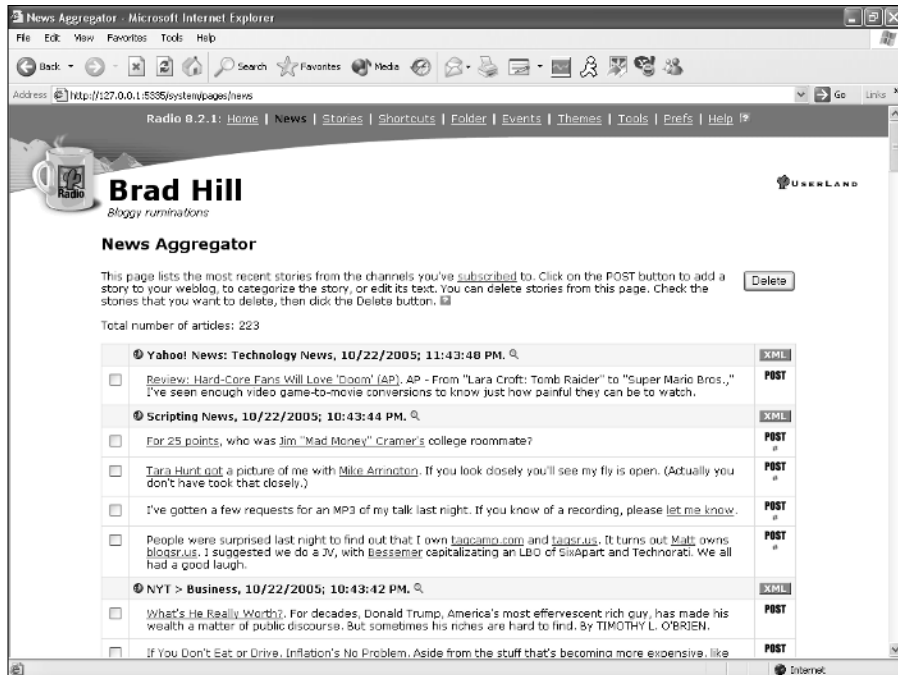 News Aggregator - Microsoft Internet Explorer
File Edit View Favorites Tools Help
Back Search Favorites Media
Address http://127.0.0.1:5335/system/pages/news Go Links
Radio 8.2.1: Home | News | Stories | Shortcuts | Folder | Events | Themes | Tools | Prefs | Help
Radio
Brad Hill
USERLAND
Bloggy ruminations
News Aggregator
This page lists the most recent stories from the channels you've subscribed to. Click on the POST button to add a
story to your weblog, to categorize the story, or edit its text. You can delete stories from this page. Check the
stories that you want to delete, then click the Delete button.
Delete
Total number of articles: 223
Yahoo! News: Technology News, 10/22/2005; 11:43:48 PM. XML
Review: Hard-Core Fans Will Love 'Doom' (AP). AP - From "Lara Croft: Tomb Raider" to "Super Mario Bros.," POST
I've seen enough video game-to-movie conversions to know just how painful they can be to watch.
Scripting News, 10/22/2005; 10:43:44 PM. XML
For 25 points, who was Jim "Mad Money" Cramer's college roommate? POST
#
Tara Hunt got a picture of me with Mike Arrington. If you look closely you'll see my fly is open. (Actually you POST
don't have took that closely.) #
I've gotten a few requests for an MP3 of my talk last night. If you know of a recording, please let me know. POST
#
People were surprised last night to find out that I own tagcamp.com and tagsr.us. It turns out Matt owns POST
blogsr.us. I suggested we do a JV, with Bessemer capitalizating an LBO of SixApart and Technorati. We all #
had a good laugh.
NYT > Business, 10/22/2005; 10:43:42 PM. XML
What's He Really Worth?. For decades, Donald Trump, America's most effervescent rich guy, has made his POST
wealth a matter of public discourse. But sometimes his riches are hard to find. By TIMOTHY L. O'BRIEN.
If You Don't Eat or Drive, Inflation's No Problem. Aside from the stuff that's becoming more expensive, like POST
Internet